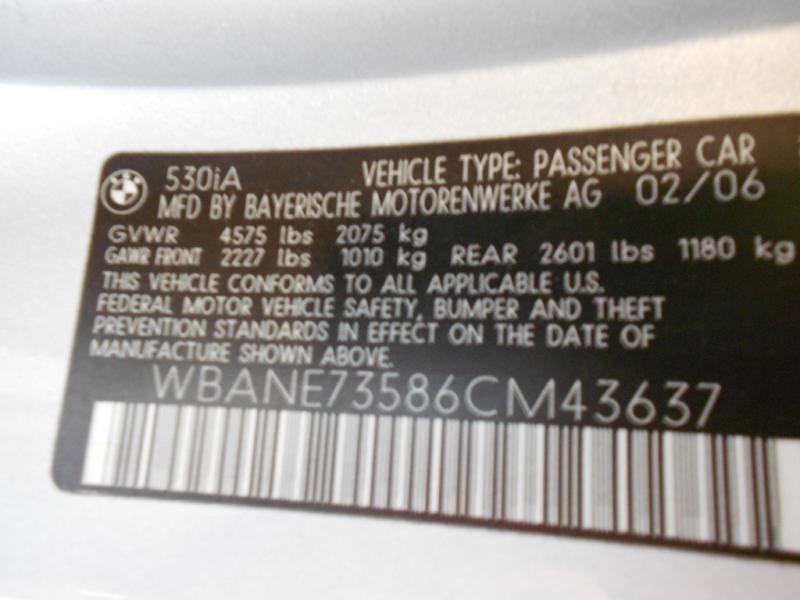 530iA VEHICLE TYPE: PASSENGER CAR
MFD BY BAYERISCHE MOTORENWERKE AG 02/06
GVWR 4575 lbs 2075 kg
GAWR FRONT 2227 lbs 1010 kg REAR 2601 lbs 1180 kg
THIS VEHICLE CONFORMS TO ALL APPLICABLE U.S.
FEDERAL MOTOR VEHICLE SAFETY, BUMPER AND THEFT
PREVENTION STANDARDS IN EFFECT ON THE DATE OF
MANUFACTURE SHOWN ABOVE.
WBANE73586CM43637